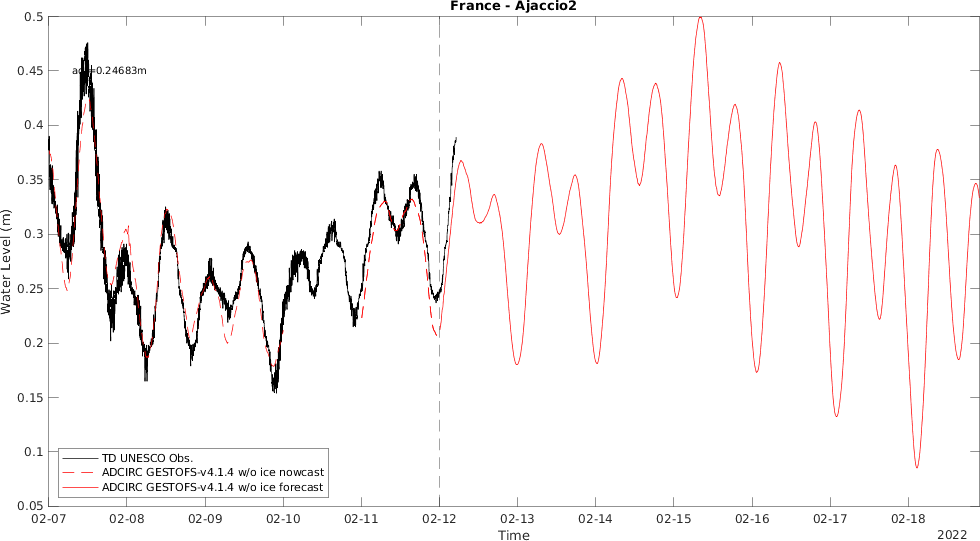 France - Ajaccio2
0.5
0.45
0.4
0.35
0.3
0.25
0.2
0.15
0.1
0.05
Water Level (m)
=0.24683m
TD UNESCO Obs.
ADCIRC GESTOFS-v4.1.4 w/o ice nowcast
ADCIRC GESTOFS-v4.1.4 w/o ice forecast
02-07 02-08 02-09 02-10 02-11 02-12 02-13 02-14 02-15 02-16 02-17 02-18
Time
2022